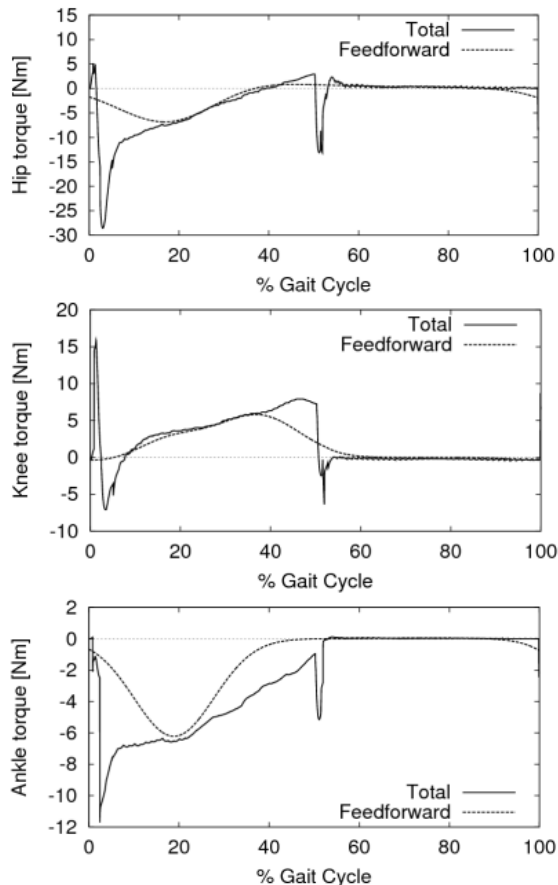 15
10
5
0
-5
-10
-15
-20
-25
-30
Hip torque [Nm]
Total
Feedforward
0 20 40 60 80 100
% Gait Cycle
20
15
10
5
0
-5
-10
Knee torque [Nm]
Total
Feedforward
0 20 40 60 80 100
% Gait Cycle
2
0
-2
-4
-6
-8
-10
-12
Ankle torque [Nm]
Total
Feedforward
0 20 40 60 80 100
% Gait Cycle